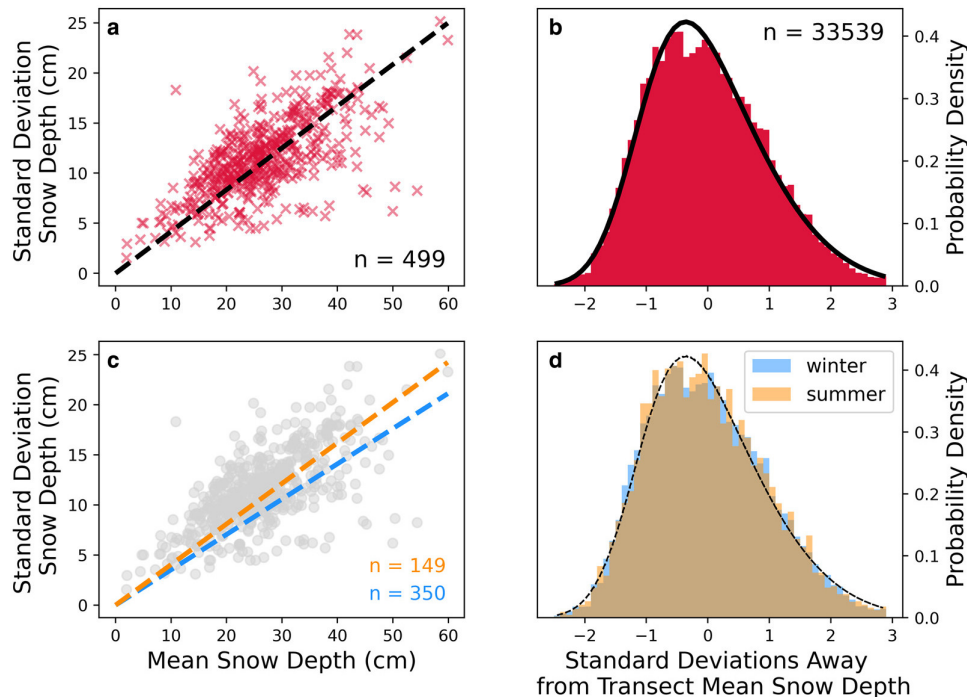 a
Standard Deviation
Snow Depth (cm)
25
20
15
10
5
0
n = 499
0 10 20 30 40 50 60
b
n = 33539
0.4
0.3
0.2
0.1
0.0
Probability Density
−2 −1 0 1 2 3
c
Standard Deviation
Snow Depth (cm)
25
20
15
10
5
0
n = 149
n = 350
0 10 20 30 40 50 60
Mean Snow Depth (cm)
d
winter
summer
0.4
0.3
0.2
0.1
0.0
Probability Density
−2 −1 0 1 2 3
Standard Deviations Away
from Transect Mean Snow Depth